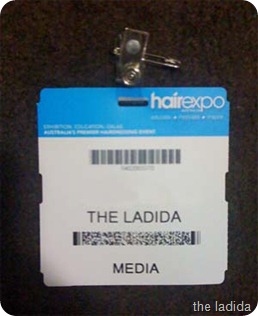 hairexpo
EXHIBITION. EDUCATION. GALAS
AUSTRALIA'S PREMIER HAIRDRESSING EVENT
THE LADIDA
MEDIA
the ladida